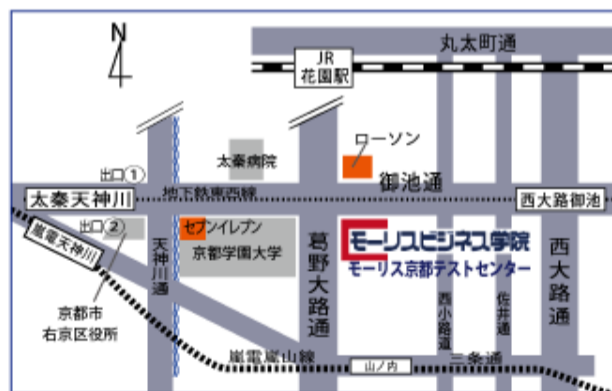 N
丸太町通
JR
花園駅
ローソン
太秦病院
出口①
御池通
太秦天神川
地下鉄東西線
西大路御池
出口②
セブンイレブン
嵐電天神川
京都学園大学
モーリスビジネス学院
モーリス京都テストセンター
天神川通
葛野大路通
西小路道
佐井通
西大路通
京都市
右京区役所
嵐電嵐山線
山ノ内
三条通